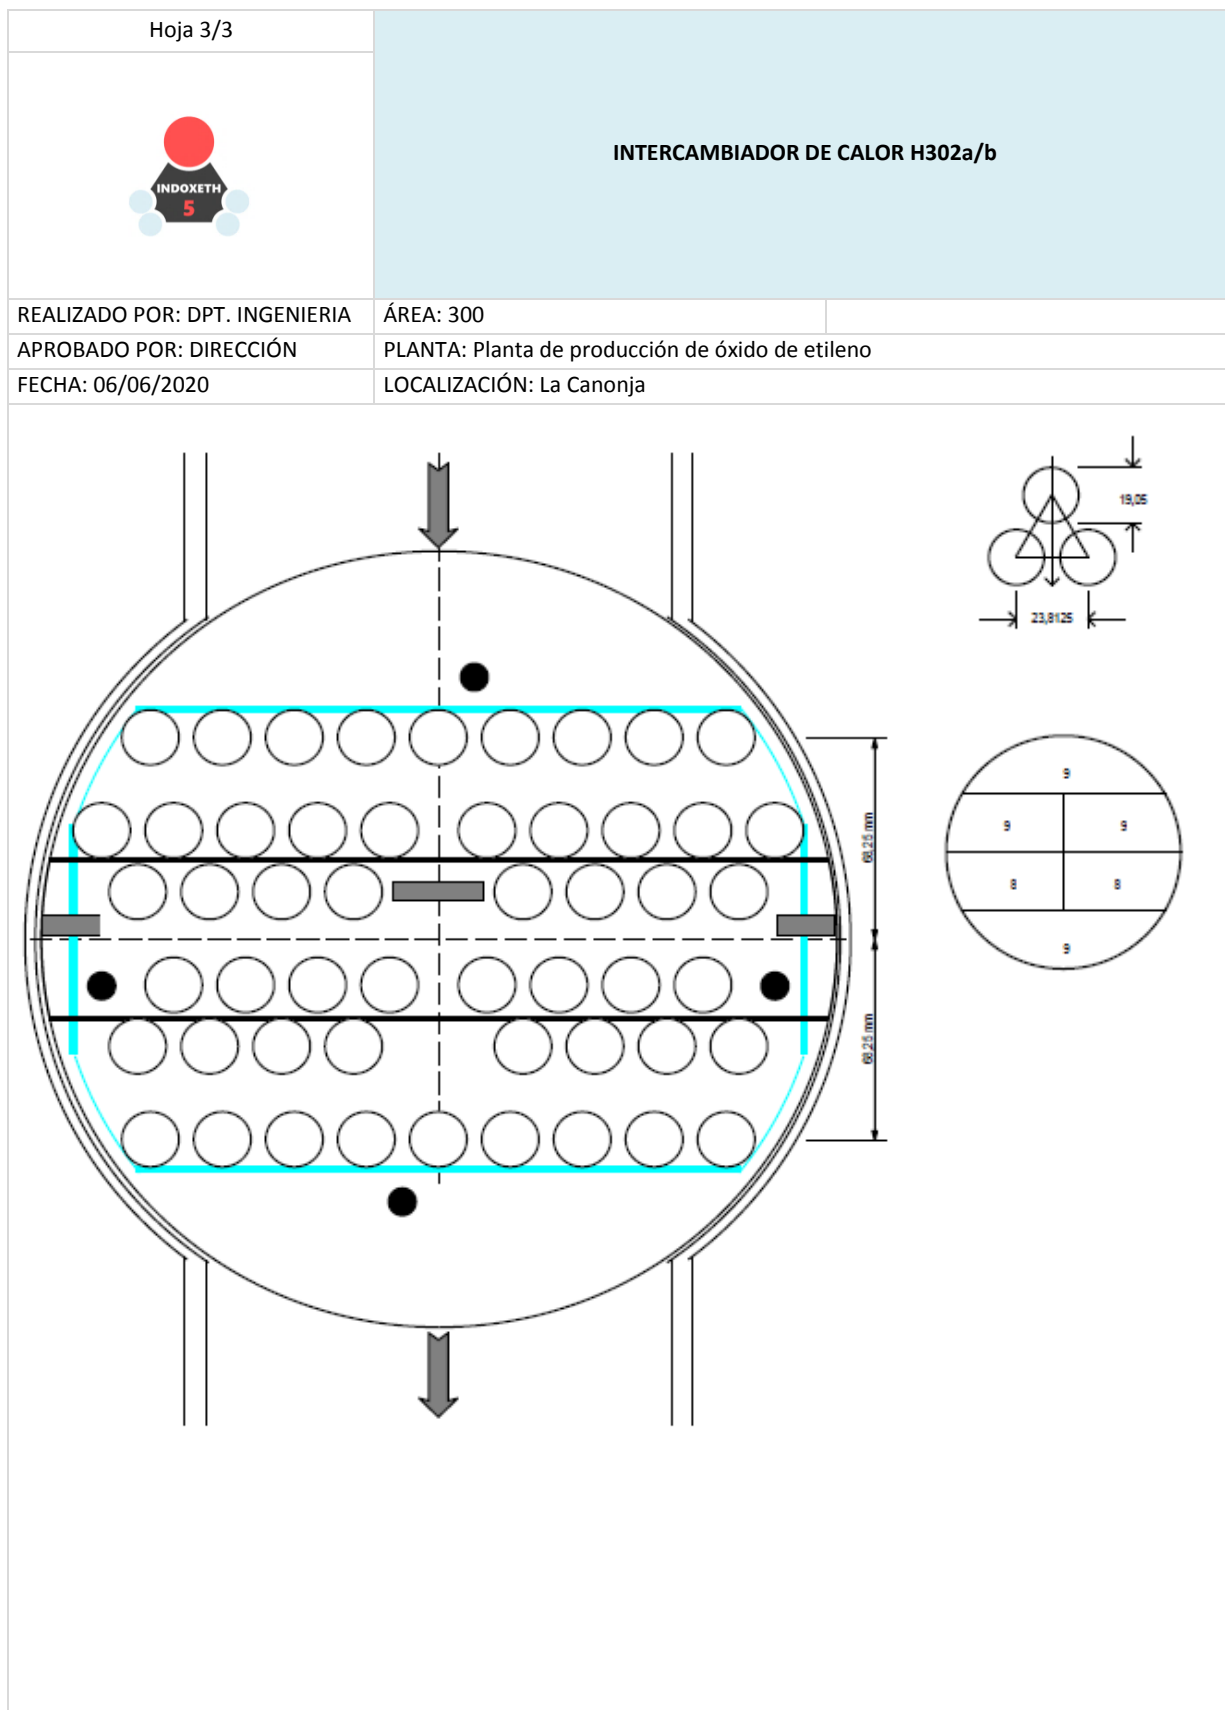 Hoja 3/3
INDOXETH
5
INTERCAMBIADOR DE CALOR H302a/b
REALIZADO POR: DPT. INGENIERIA
ÁREA: 300
APROBADO POR: DIRECCIÓN
PLANTA: Planta de producción de óxido de etileno
FECHA: 06/06/2020
LOCALIZACIÓN: La Canonja
19,05
23,8125
68,25 mm
68,25 mm
9
9 9
8 8
9